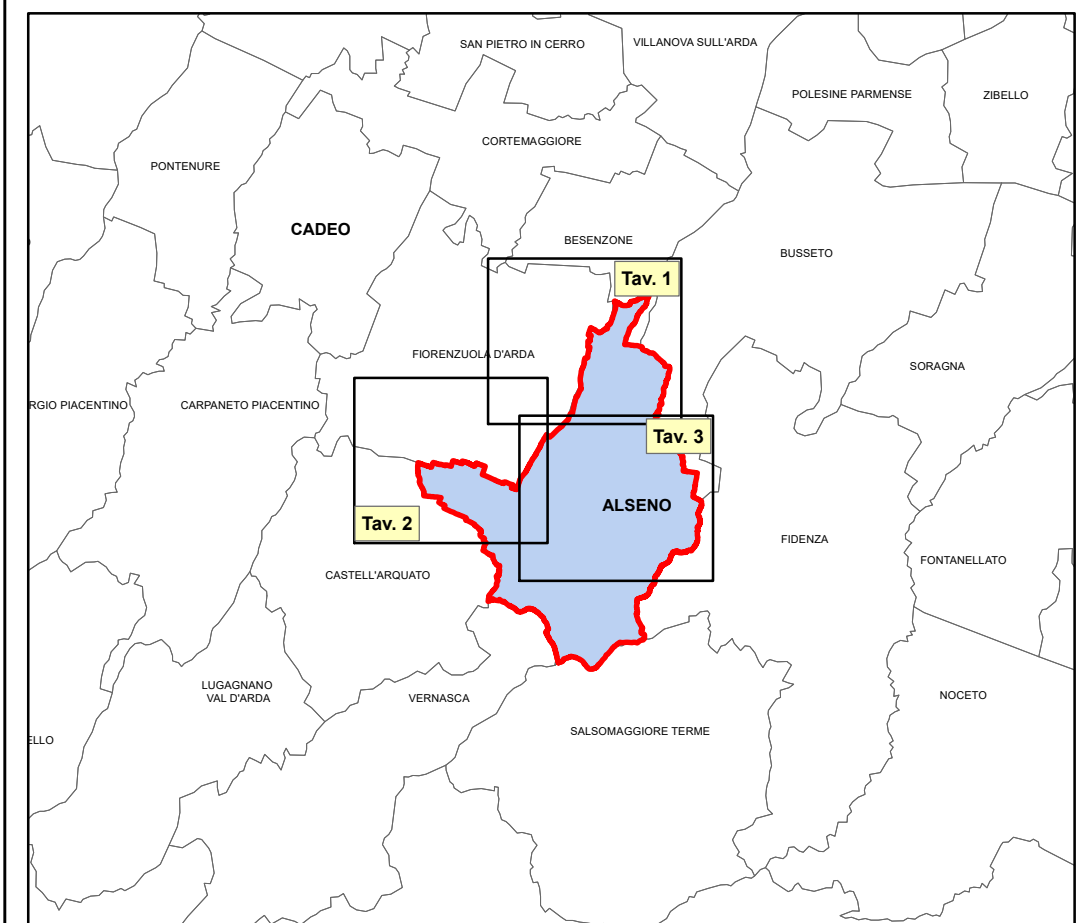 SAN PIETRO IN CERRO
VILLANOVA SULL'ARDA
POLESINE PARMENSE
ZIBELLO
CORTEMAGGIORE
PONTENURE
CADEO
BESENZONE
BUSSETO
Tav. 1
FIORENZUOLA D'ARDA
SORAGNA
RGIO PIACENTINO
CARPANETO PIACENTINO
Tav. 3
ALSENO
Tav. 2
FIDENZA
FONTANELLATO
CASTELL'ARQUATO
LUGAGNANO
VAL D'ARDA
VERNASCA
NOCETO
SALSOMAGGIORE TERME
ELLO